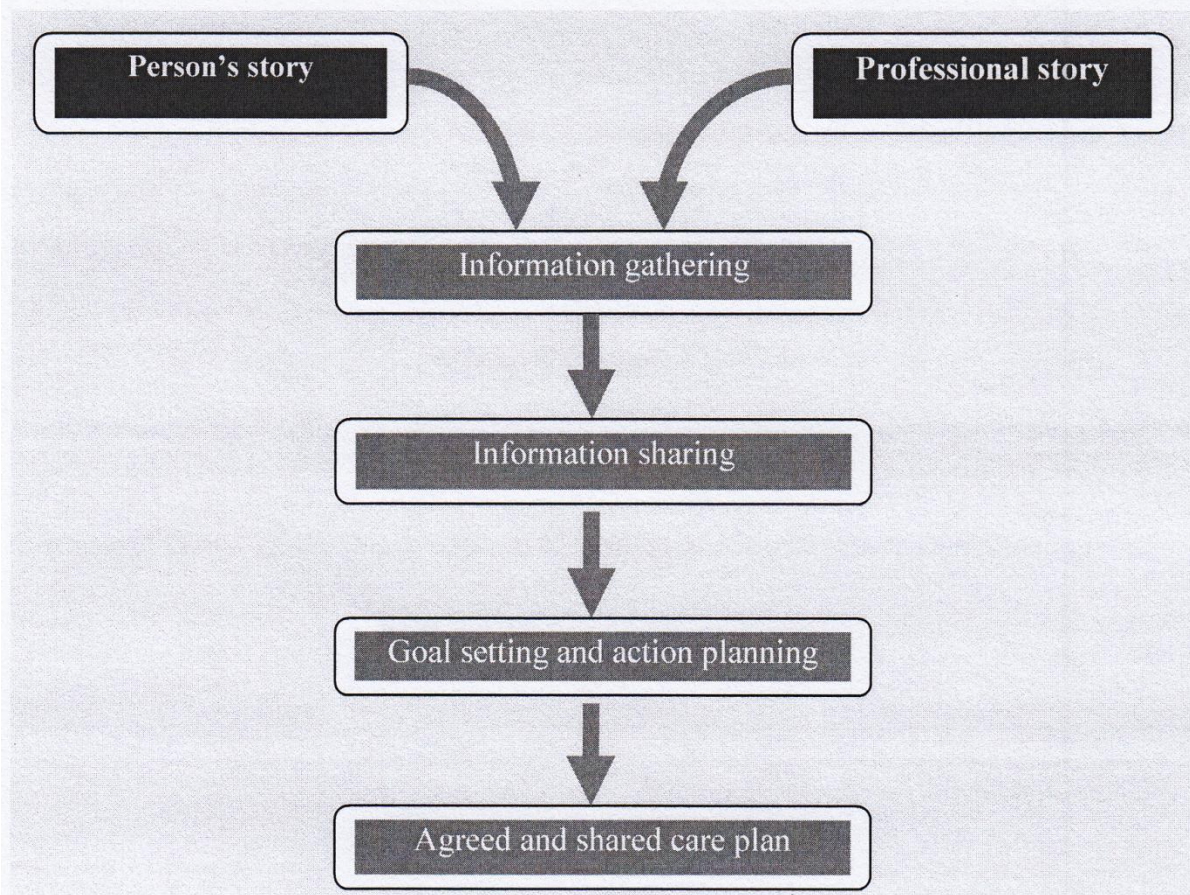 Person's story
Professional story
Information gathering
Information sharing
Goal setting and action planning
Agreed and shared care plan